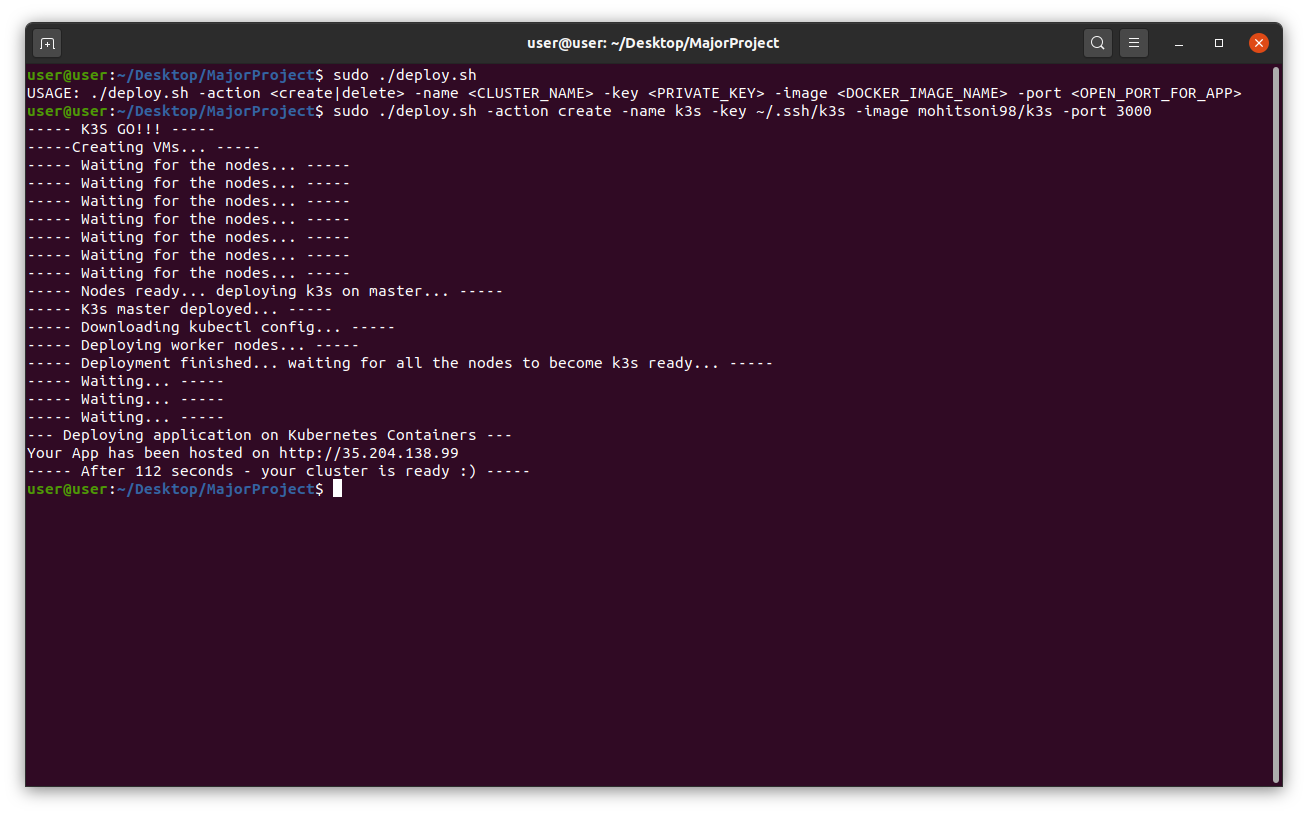 user@user: ~/Desktop/MajorProject
user@user:~/Desktop/MajorProject$ sudo ./deploy.sh
USAGE: ./deploy.sh -action <create|delete> -name <CLUSTER_NAME> -key <PRIVATE_KEY> -image <DOCKER_IMAGE_NAME> -port <OPEN_PORT_FOR_APP>
user@user:~/Desktop/MajorProject$ sudo ./deploy.sh -action create -name k3s -key ~/.ssh/k3s -image mohitsoni98/k3s -port 3000
----- K3S GO!!! -----
-----Creating VMs... -----
----- Waiting for the nodes... -----
----- Waiting for the nodes... -----
----- Waiting for the nodes... -----
----- Waiting for the nodes... -----
----- Waiting for the nodes... -----
----- Waiting for the nodes... -----
----- Waiting for the nodes... -----
----- Nodes ready... deploying k3s on master... -----
----- K3s master deployed... -----
----- Downloading kubectl config... -----
----- Deploying worker nodes... -----
----- Deployment finished... waiting for all the nodes to become k3s ready... -----
----- Waiting... -----
----- Waiting... -----
----- Waiting... -----
--- Deploying application on Kubernetes Containers ---
Your App has been hosted on http://35.204.138.99
----- After 112 seconds - your cluster is ready :) -----
user@user:~/Desktop/MajorProject$